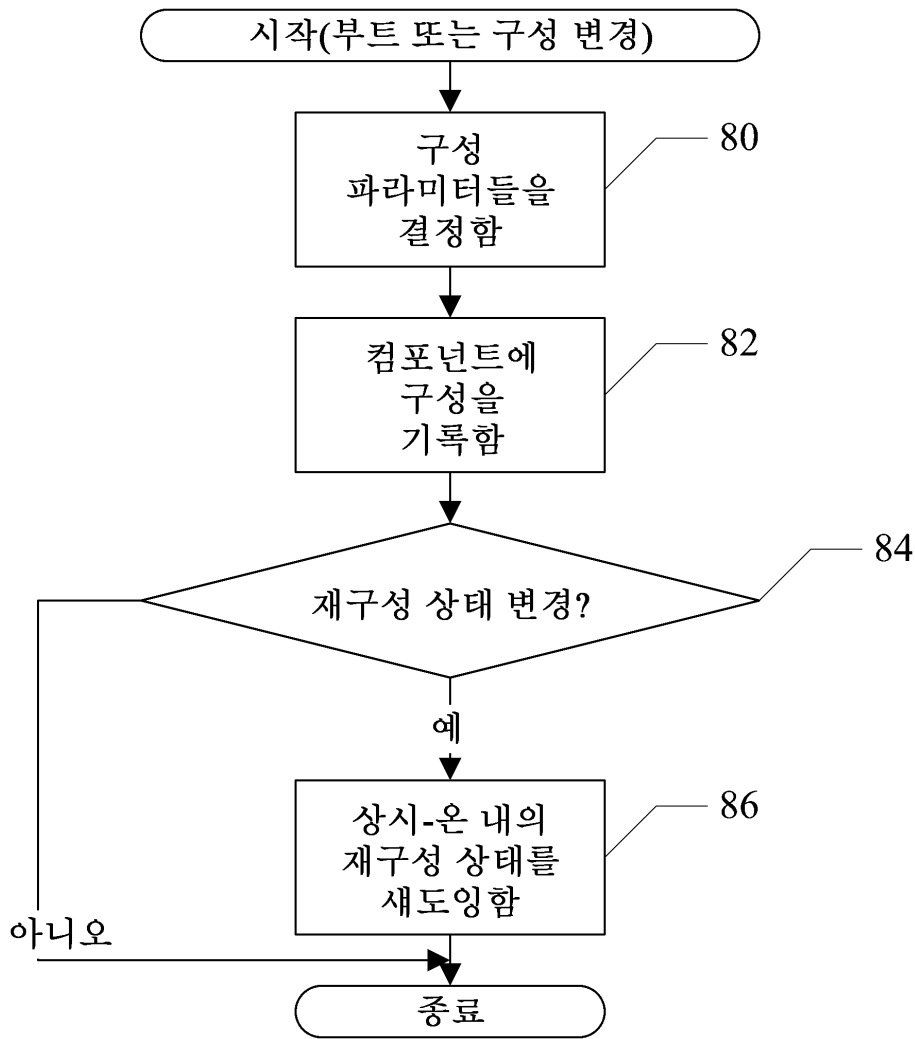 시작(부트 또는 구성 변경)
80
구성
파라미터들을
결정함
82
컴포넌트에
구성을
기록함
84
재구성 상태 변경?
예
86
상시-온 내의
재구성 상태를
섀도잉함
아니오
종료